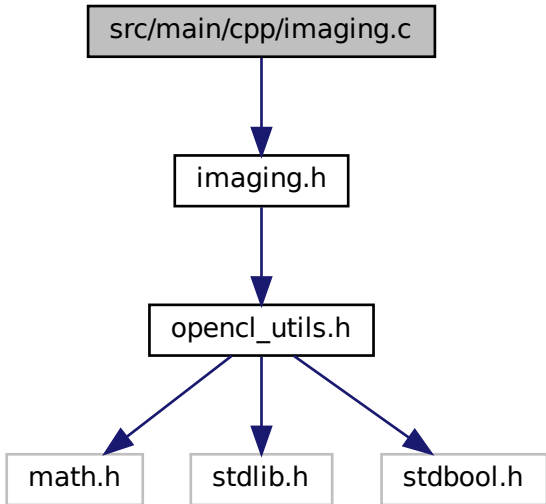 src/main/cpp/imaging.c
imaging.h
opencl_utils.h
math.h
stdlib.h
stdbool.h